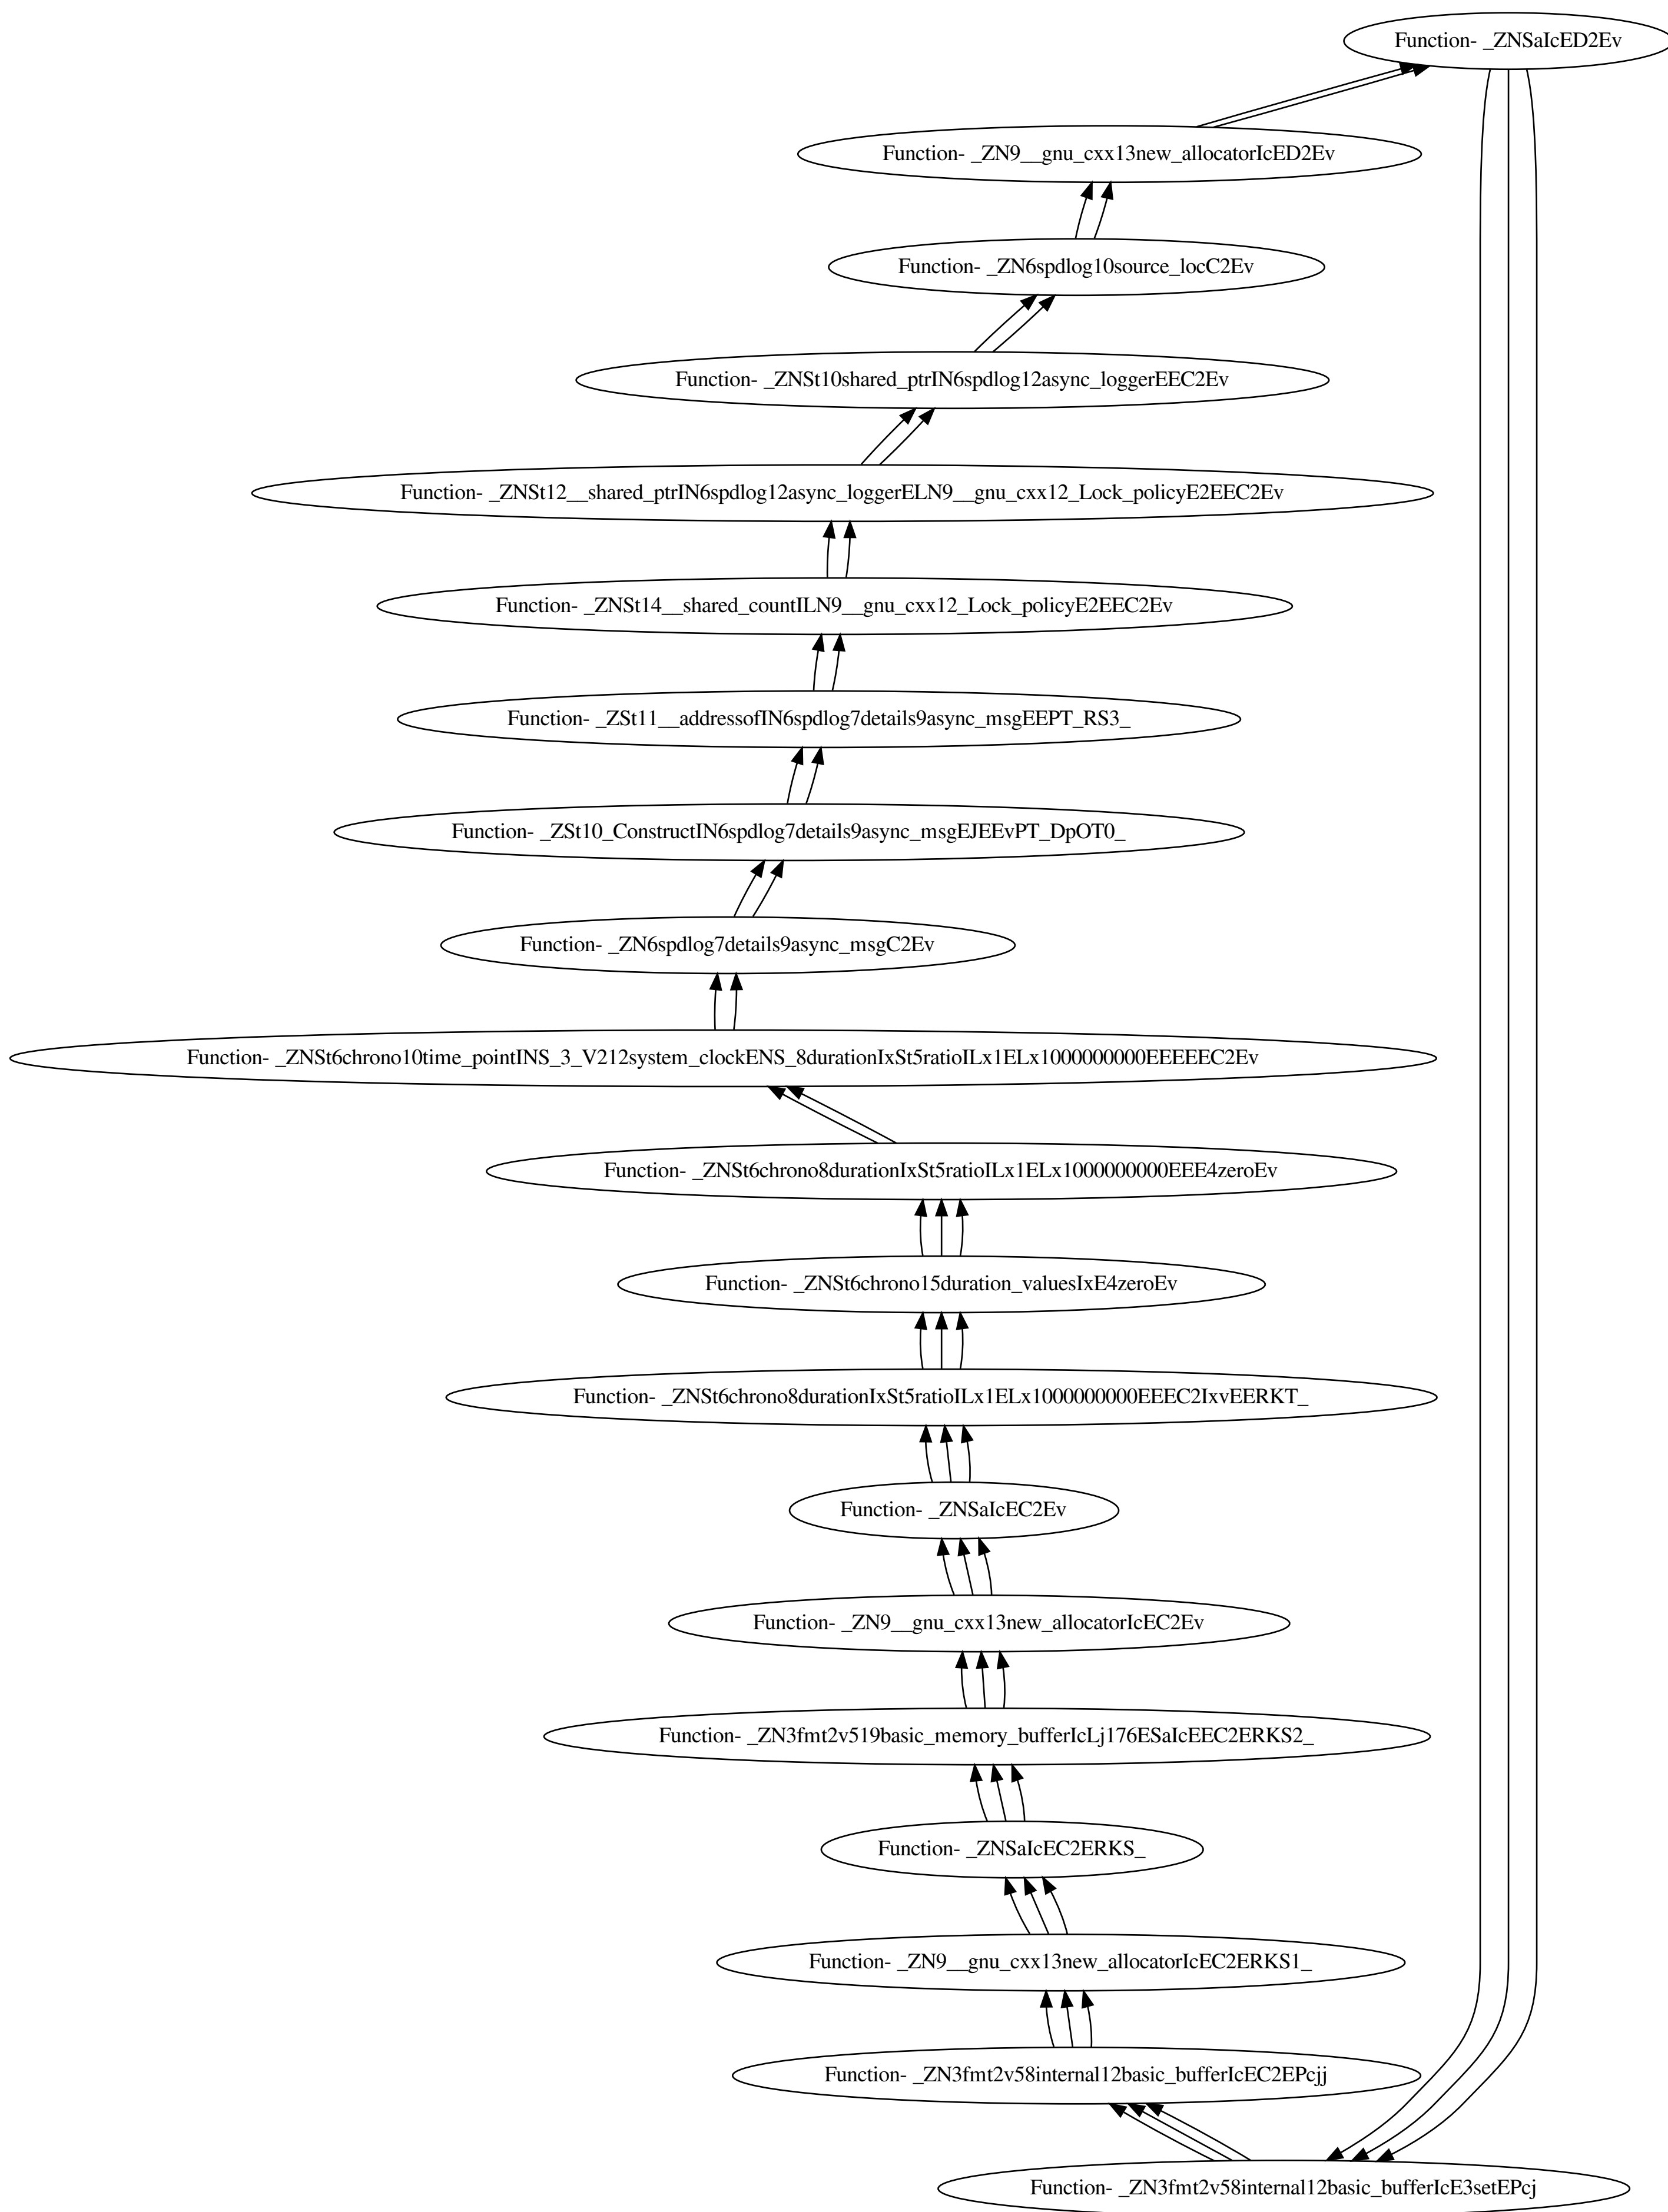 Function- _ZNSaIcED2Ev
Function- _ZN9__gnu_cxx13new_allocatorIcED2Ev
Function- _ZN6spdlog10source_locC2Ev
Function- _ZNSt10shared_ptrIN6spdlog12async_loggerEEC2Ev
Function- _ZNSt12__shared_ptrIN6spdlog12async_loggerELN9__gnu_cxx12_Lock_policyE2EEC2Ev
Function- _ZNSt14__shared_countILN9__gnu_cxx12_Lock_policyE2EEC2Ev
Function- _ZSt11__addressofIN6spdlog7details9async_msgEEPT_RS3_
Function- _ZSt10_ConstructIN6spdlog7details9async_msgEJEEvPT_DpOT0_
Function- _ZN6spdlog7details9async_msgC2Ev
Function- _ZNSt6chrono10time_pointINS_3_V212system_clockENS_8durationIxSt5ratioILx1ELx1000000000EEEEEC2Ev
Function- _ZNSt6chrono8durationIxSt5ratioILx1ELx1000000000EEE4zeroEv
Function- _ZNSt6chrono15duration_valuesIxE4zeroEv
Function- _ZNSt6chrono8durationIxSt5ratioILx1ELx1000000000EEEC2IxvEERKT_
Function- _ZNSaIcEC2Ev
Function- _ZN9__gnu_cxx13new_allocatorIcEC2Ev
Function- _ZN3fmt2v519basic_memory_bufferIcLj176ESaIcEEC2ERKS2_
Function- _ZNSaIcEC2ERKS_
Function- _ZN9__gnu_cxx13new_allocatorIcEC2ERKS1_
Function- _ZN3fmt2v58internal12basic_bufferIcEC2EPcjj
Function- _ZN3fmt2v58internal12basic_bufferIcE3setEPcj